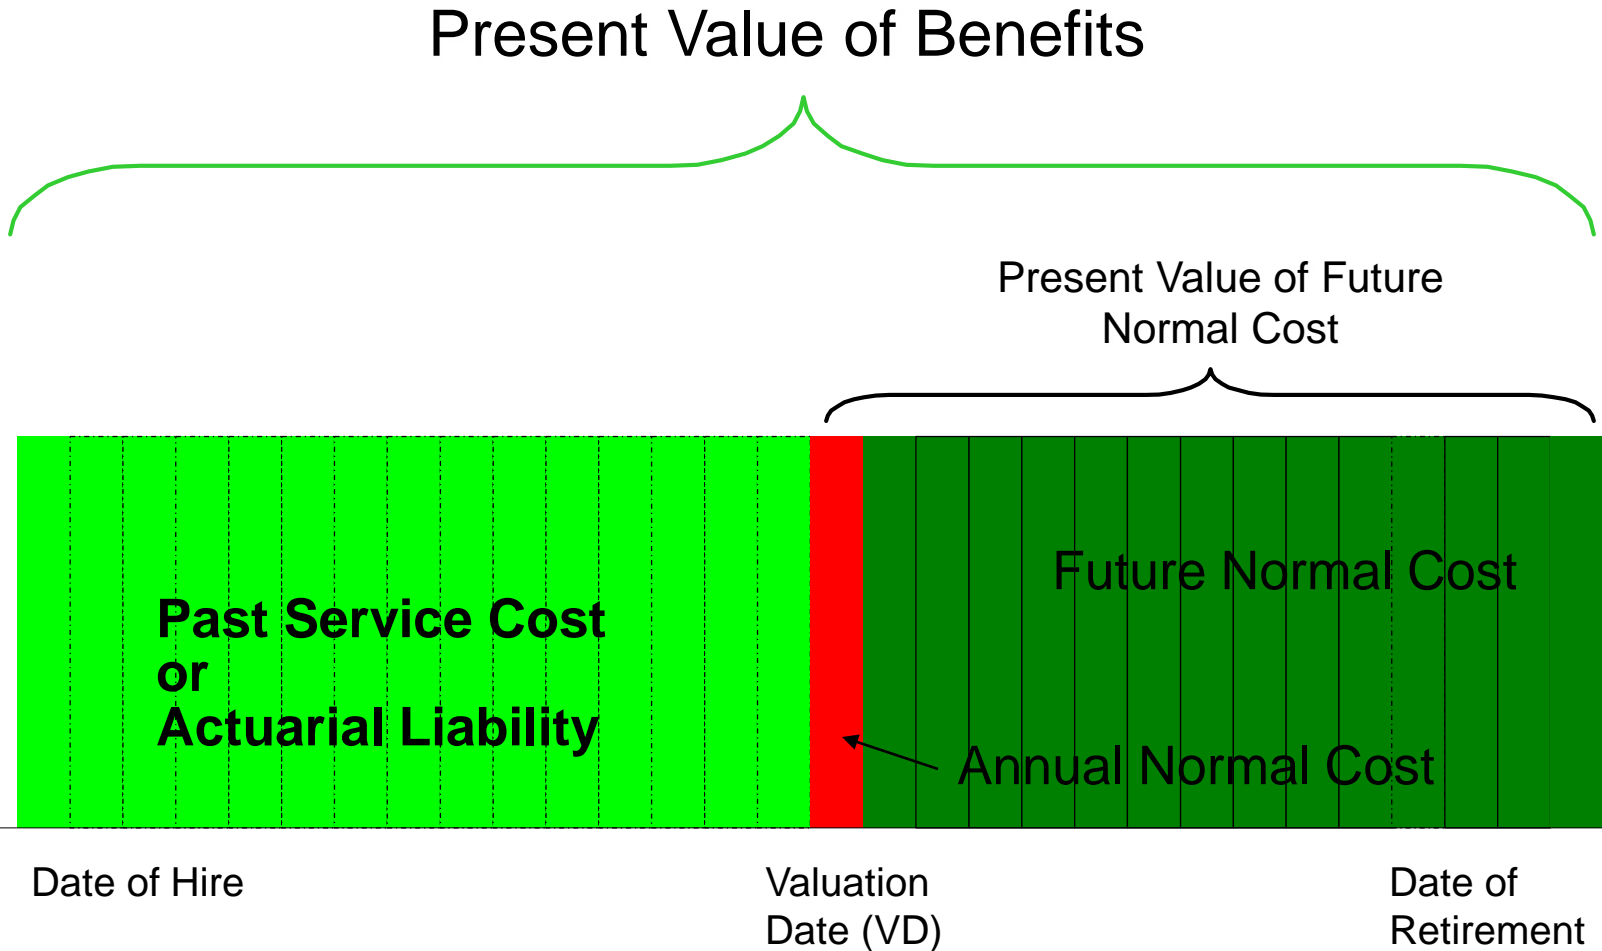 Present Value of Benefits
Present Value of Future
Normal Cost
Future Normal Cost
Past Service Cost
or
Actuarial Liability
Annual Normal Cost
Date of Hire
Valuation
Date (VD)
Date of
Retirement